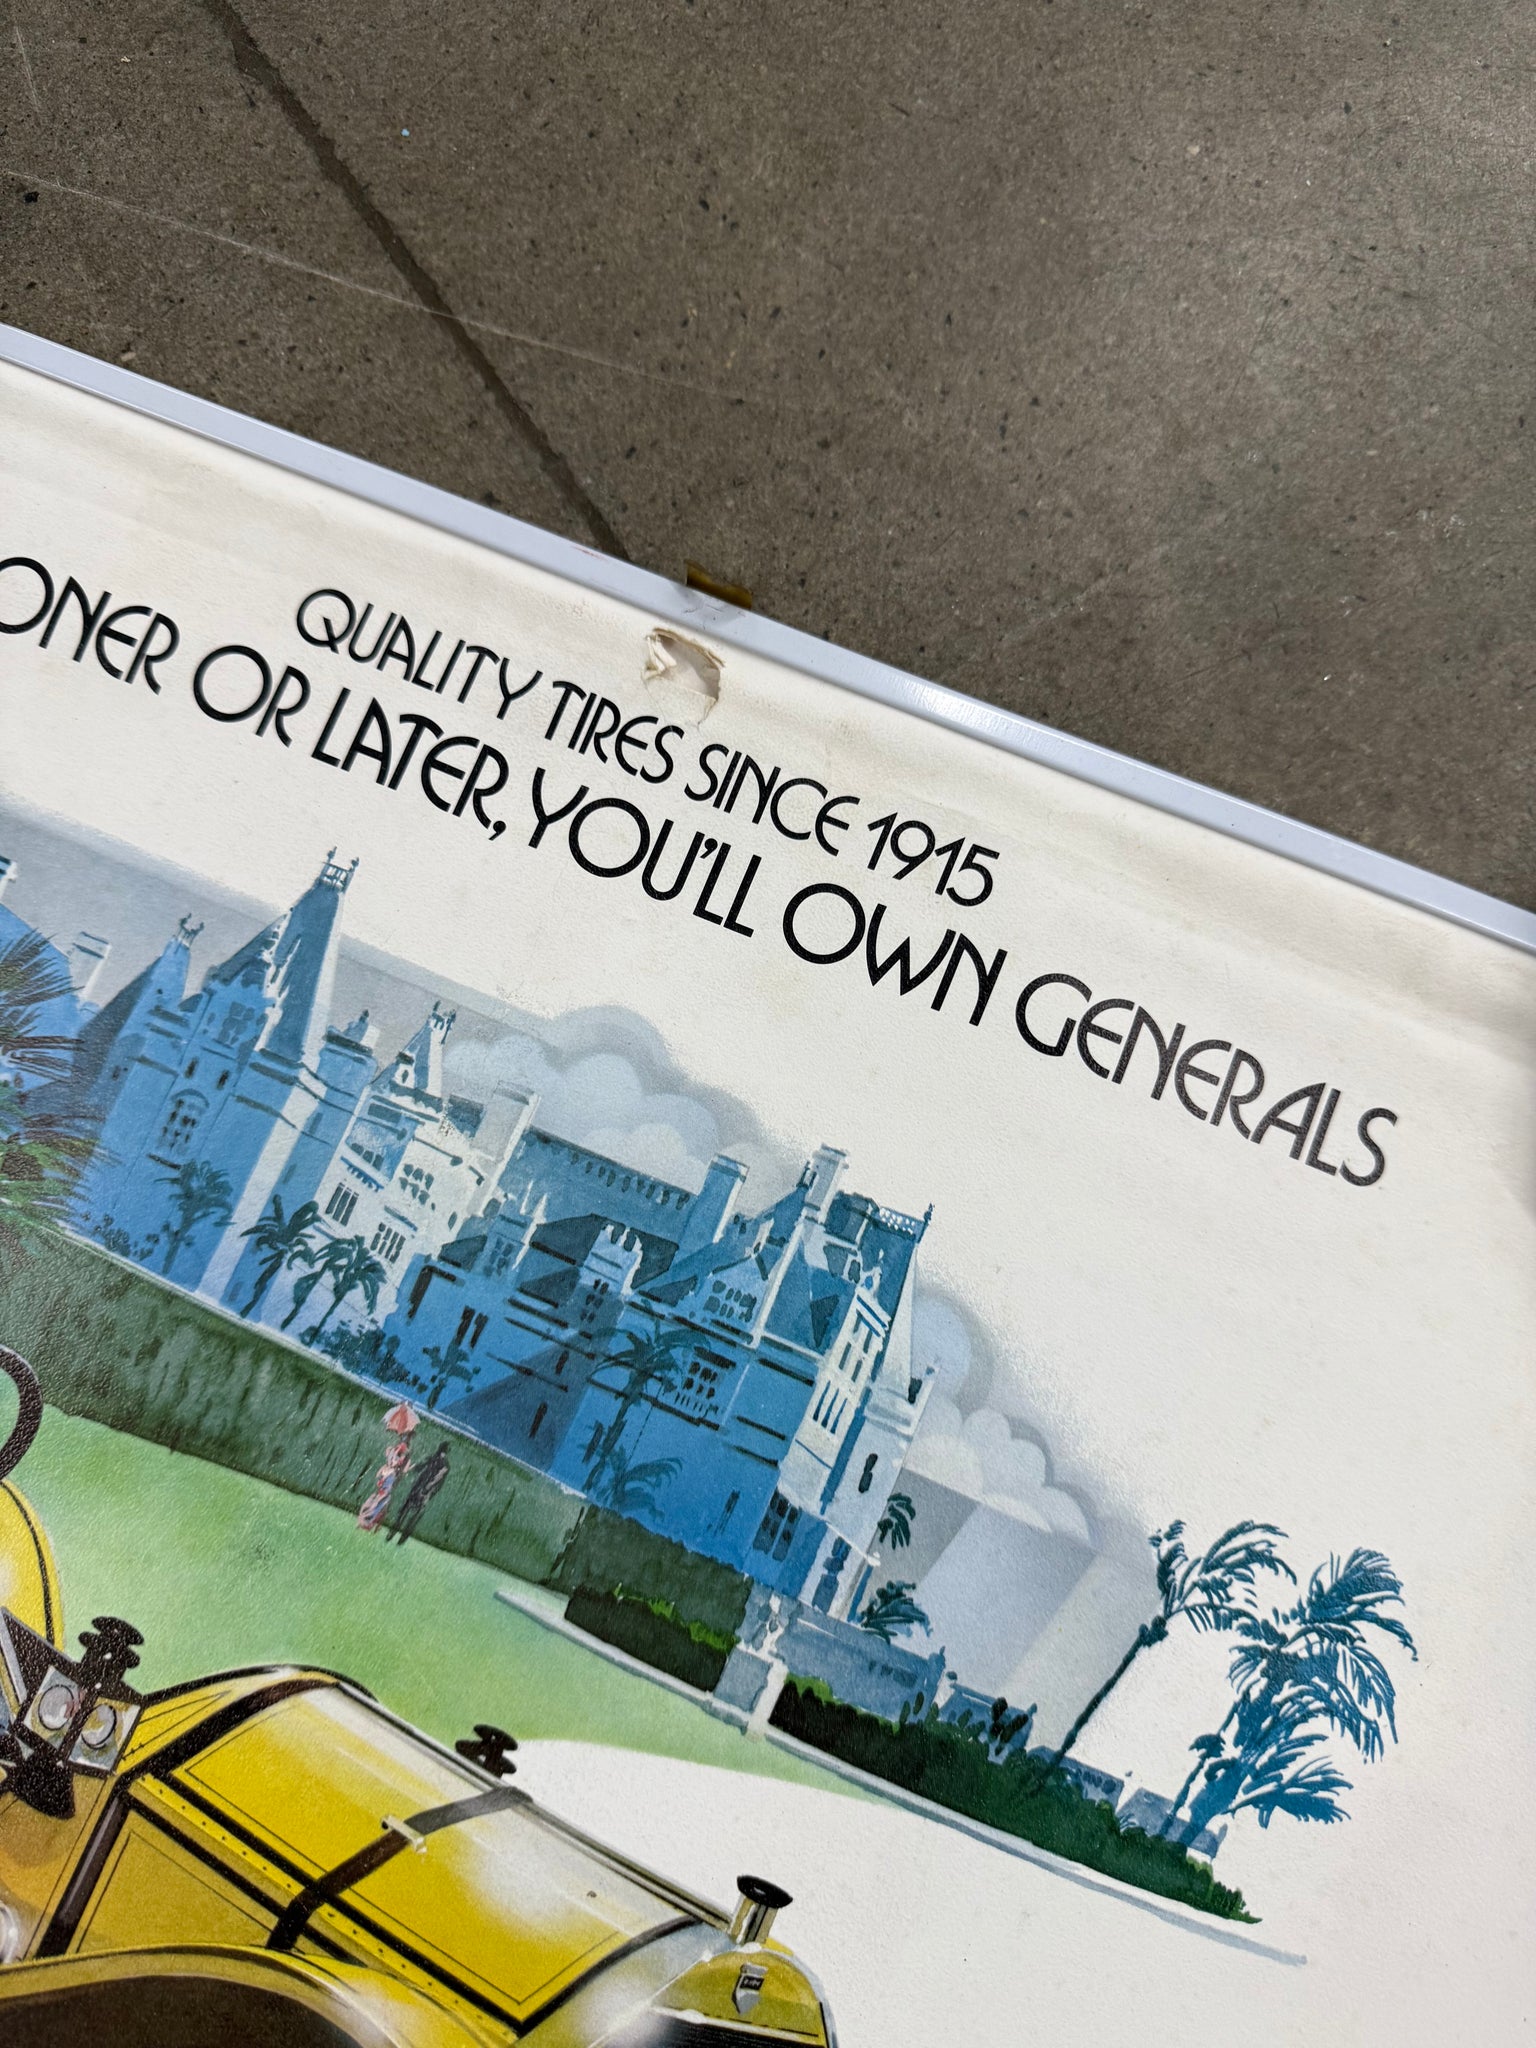 QUALITY TIRES SINCE 1915
ONER OR LATER, YOU'LL OWN GENERALS